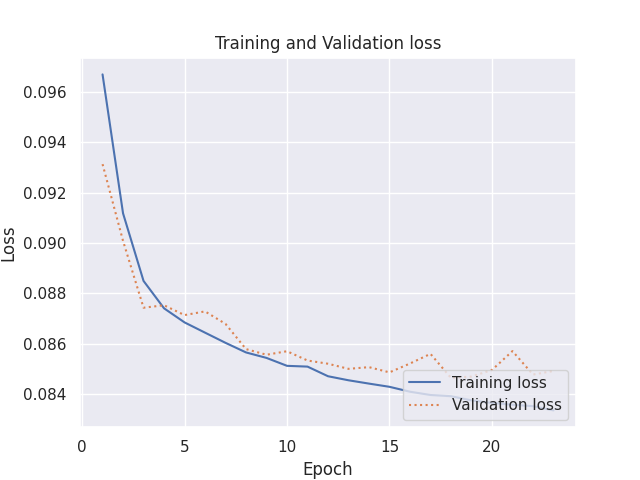 Training and Validation loss
0.096
0.094
0.092
0.090
0.088
0.086
0.084
Loss
0 5 10 15 20
Epoch
Training loss
Validation loss